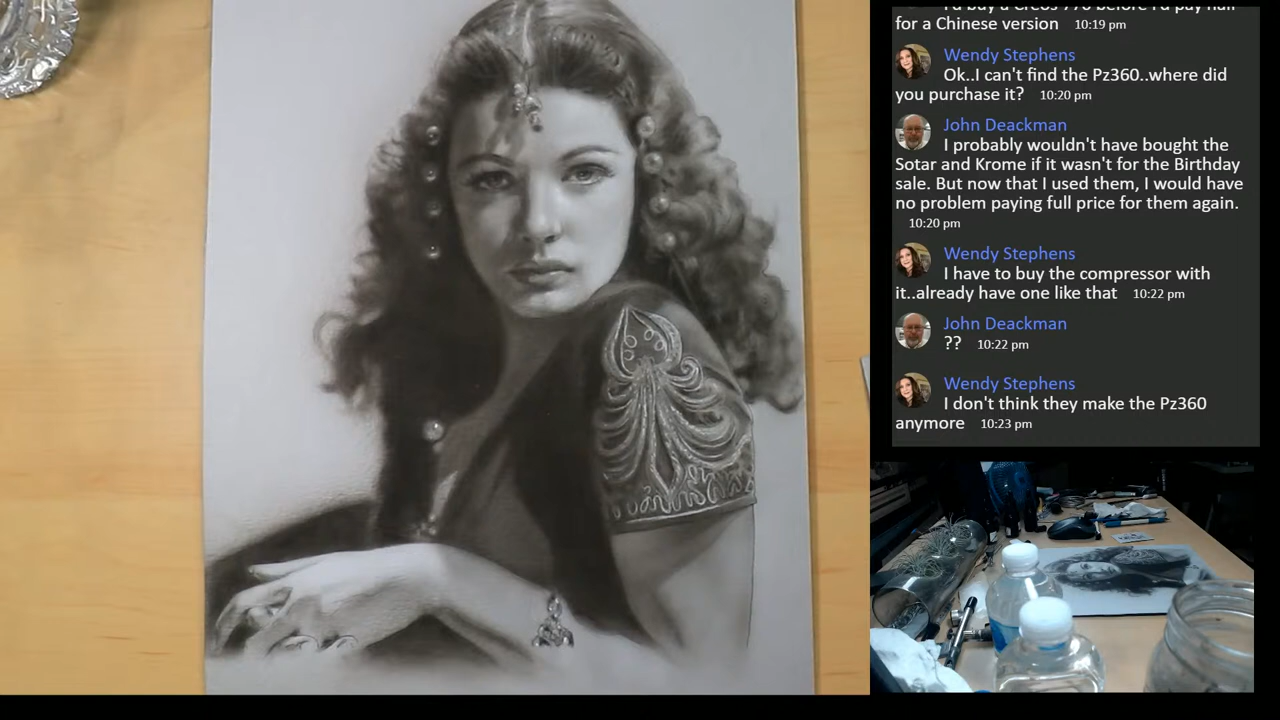 for a Chinese version 10:19 pm
Wendy Stephens
Ok..I can't find the Pz360..where did
you purchase it? 10:20 pm
John Deackman
I probably wouldn't have bought the
Sotar and Krome if it wasn't for the Birthday
sale. But now that I used them, I would have
no problem paying full price for them again.
10:20 pm
Wendy Stephens
I have to buy the compressor with
it..already have one like that 10:22 pm
John Deackman
?? 10:22 pm
Wendy Stephens
I don't think they make the Pz360
anymore 10:23 pm